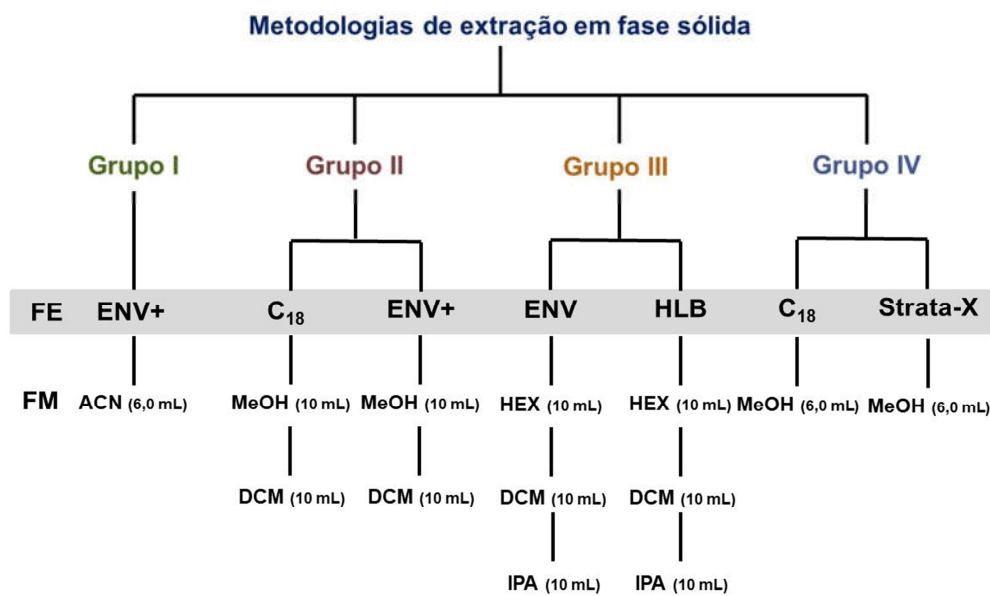 Metodologias de extração em fase sólida
Grupo I Grupo II Grupo III Grupo IV
FE ENV+ C18 ENV+ ENV HLB C18 Strata-X
FM ACN (6,0 mL) MeOH (10 mL) MeOH (10 mL) HEX (10 mL) HEX (10 mL) MeOH (6,0 mL) MeOH (6,0 mL)
DCM (10 mL) DCM (10 mL) DCM (10 mL) DCM (10 mL)
IPA (10 mL) IPA (10 mL)